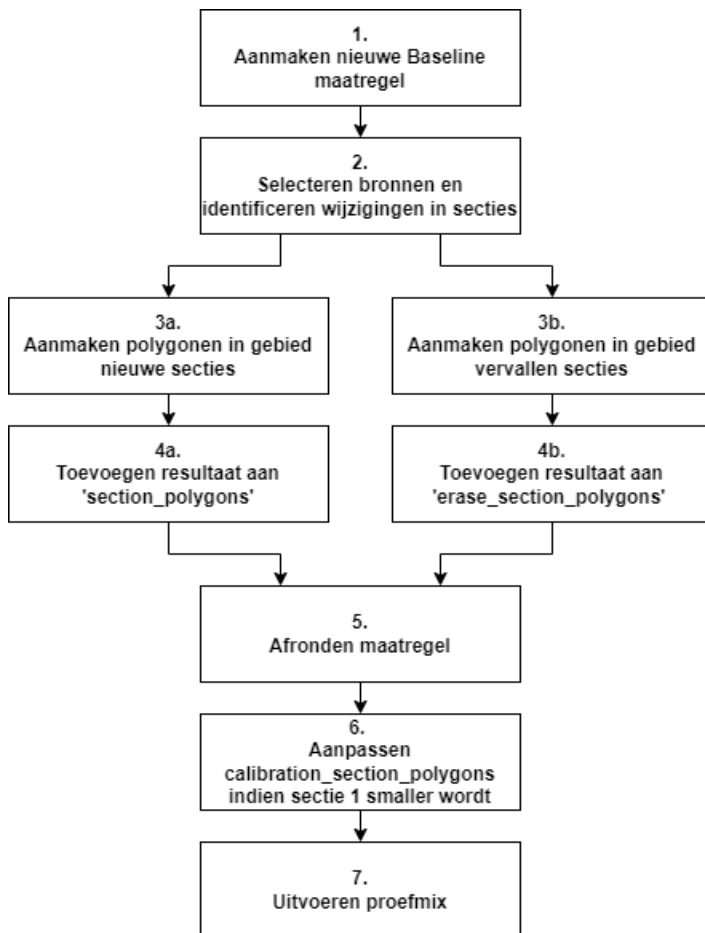 1.
Aanmaken nieuwe Baseline
maatregel
2.
Selecteren bronnen en
identificeren wijzigingen in secties
3a.
Aanmaken polygonen in gebied
nieuwe secties
3b.
Aanmaken polygonen in gebied
vervallen secties
4a.
Toevoegen resultaat aan
'section_polygons'
4b.
Toevoegen resultaat aan
'erase_section_polygons'
5.
Afronden maatregel
6.
Aanpassen
calibration_section_polygons
indien sectie 1 smaller wordt
7.
Uitvoeren proefmix